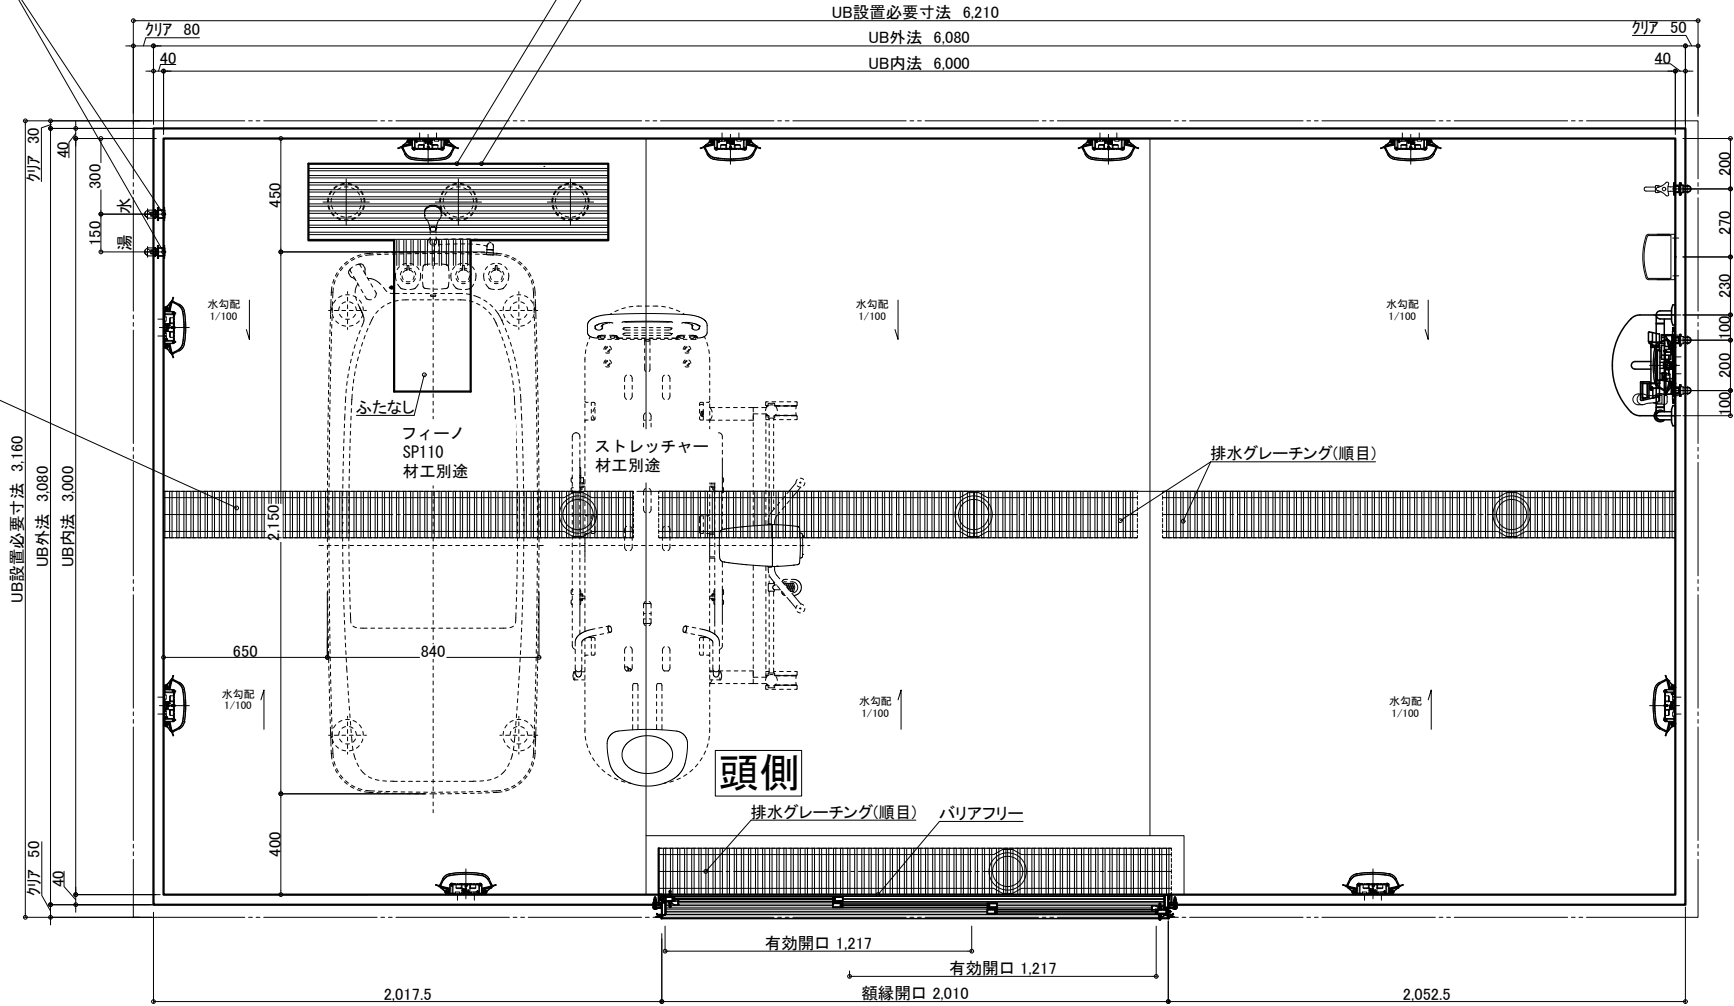 UB設置必要寸法 6,210
クリア 80
UB外法 6,080
クリア 50
40
UB内法 6,000
40
クリア 30
40
300
水
150
湯
450
200
270
230
100
200
100
水勾配
1/100
水勾配
1/100
水勾配
1/100
ふたなし
フィーノ
SP110
材工別途
ストレッチャー
材工別途
排水グレーチング(順目)
UB設置必要寸法 3,160
UB外法 3,080
UB内法 3,000
2,150
650
840
水勾配
1/100
水勾配
1/100
水勾配
1/100
頭側
排水グレーチング(順目)
バリアフリー
400
クリア 50
40
有効開口 1,217
有効開口 1,217
2,017.5
額縁開口 2,010
2,052.5